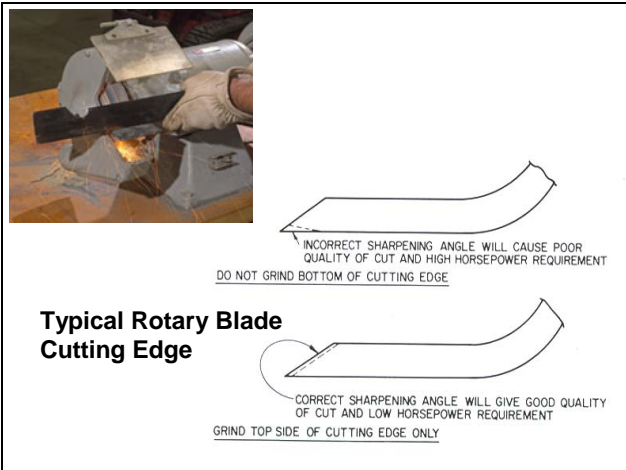 INCORRECT SHARPENING ANGLE WILL CAUSE POOR
QUALITY OF CUT AND HIGH HORSEPOWER REQUIREMENT
DO NOT GRIND BOTTOM OF CUTTING EDGE
Typical Rotary Blade
Cutting Edge
CORRECT SHARPENING ANGLE WILL GIVE GOOD QUALITY
OF CUT AND LOW HORSEPOWER REQUIREMENT
GRIND TOP SIDE OF CUTTING EDGE ONLY